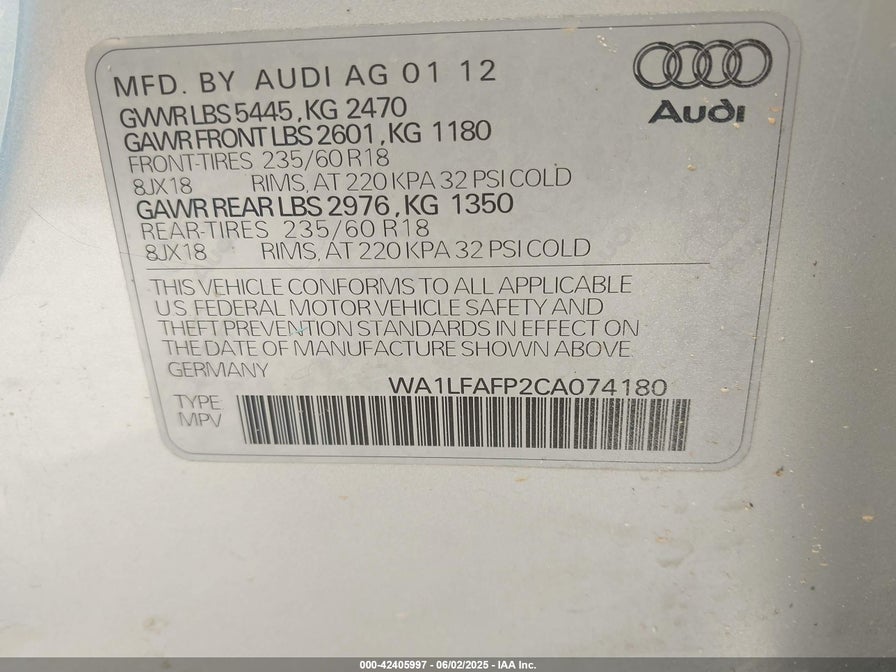 MFD. BY AUDI AG 01 12
Audi
GVWR LBS 5445, KG 2470
GAWR FRONT LBS 2601, KG 1180
FRONT-TIRES 235/60 R18
8JX18 RIMS, AT 220 KPA 32 PSI COLD
GAWR REAR LBS 2976, KG 1350
REAR-TIRES 235/60 R18
8JX18 RIMS, AT 220 KPA 32 PSI COLD
THIS VEHICLE CONFORMS TO ALL APPLICABLE
U.S. FEDERAL MOTOR VEHICLE SAFETY AND
THEFT PREVENTION STANDARDS IN EFFECT ON
THE DATE OF MANUFACTURE SHOWN ABOVE.
GERMANY
WA1LFAFP2CA074180
TYPE
MPV
000-42405997 - 06/02/2025 - IAA Inc.